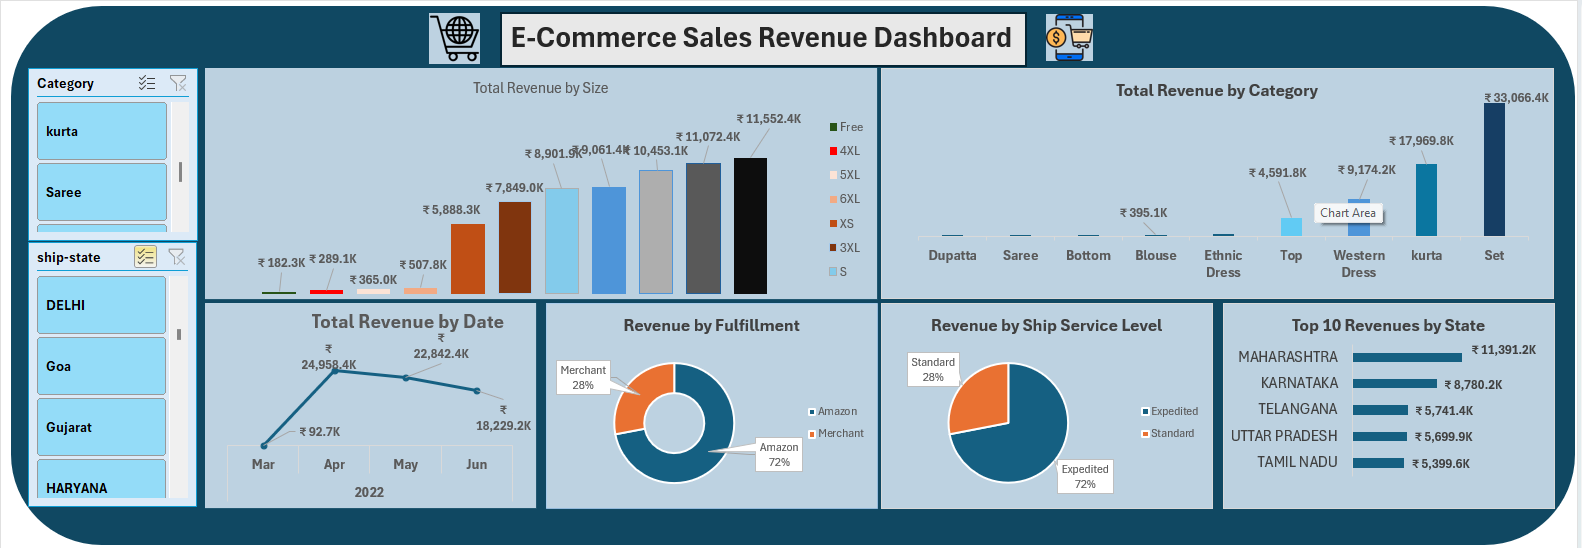 E-Commerce Sales Revenue Dashboard
Category
kurta
Saree
ship-state
DELHI
Goa
Gujarat
HARYANA
Total Revenue by Size
₹ 182.3K
₹ 289.1K
₹ 365.0K
₹ 507.8K
₹ 5,888.3K
₹ 7,849.0K
₹ 8,901.9K
₹ 9,061.4K
₹ 10,453.1K
₹ 11,072.4K
₹ 11,552.4K
Free
4XL
5XL
6XL
XS
3XL
S
Total Revenue by Category
₹ 395.1K
₹ 4,591.8K
₹ 9,174.2K
₹ 17,969.8K
₹ 33,066.4K
Chart Area
Dupatta
Saree
Bottom
Blouse
Ethnic
Dress
Top
Western
Dress
kurta
Set
Total Revenue by Date
₹ 92.7K
₹
24,958.4K
₹
22,842.4K
₹
18,229.2K
Mar
Apr
May
Jun
2022
Revenue by Fulfillment
Merchant
28%
Amazon
72%
Amazon
Merchant
Revenue by Ship Service Level
Standard
28%
Expedited
72%
Expedited
Standard
Top 10 Revenues by State
MAHARASHTRA ₹ 11,391.2K
KARNATAKA ₹ 8,780.2K
TELANGANA ₹ 5,741.4K
UTTAR PRADESH ₹ 5,699.9K
TAMIL NADU ₹ 5,399.6K